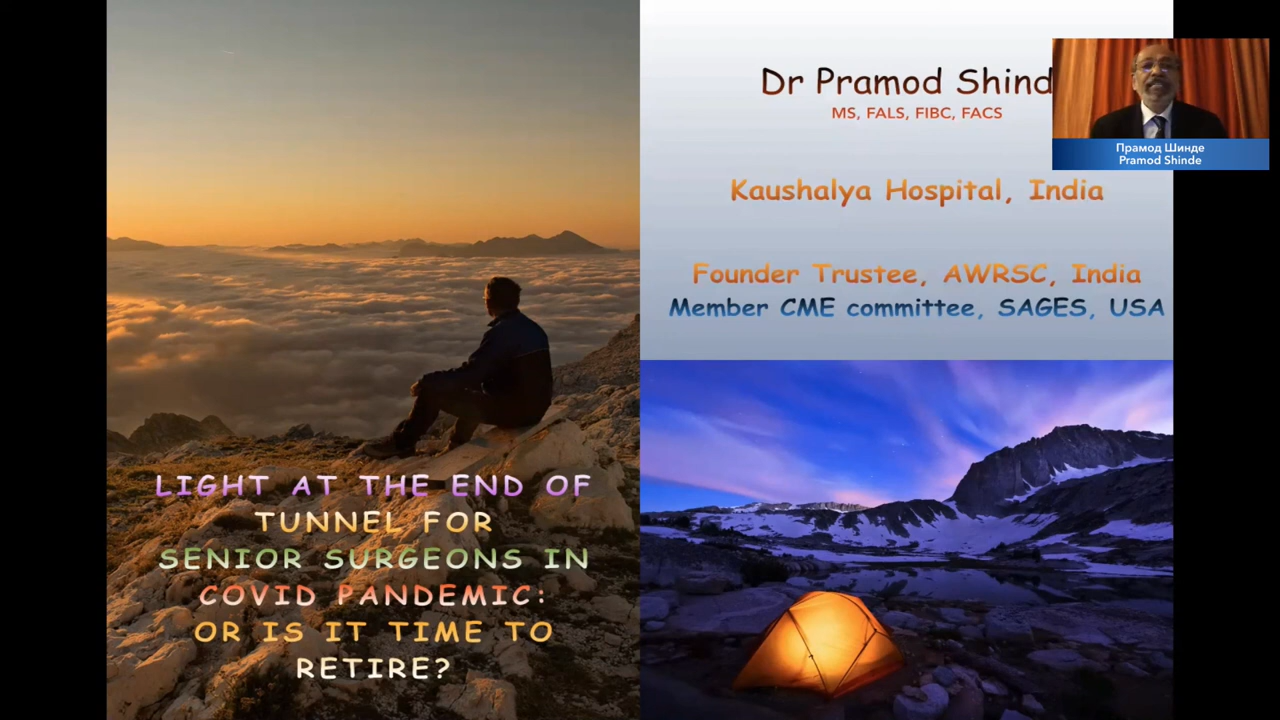 LIGHT AT THE END OF
TUNNEL FOR
SENIOR SURGEONS IN
COVID PANDEMIC:
OR IS IT TIME TO
RETIRE?
Dr Pramod Shind
MS, FALS, FIBC, FACS
Kaushalya Hospital, India
Founder Trustee, AWRSC, India
Member CME committee, SAGES, USA
Прамод Шинде
Pramod Shinde